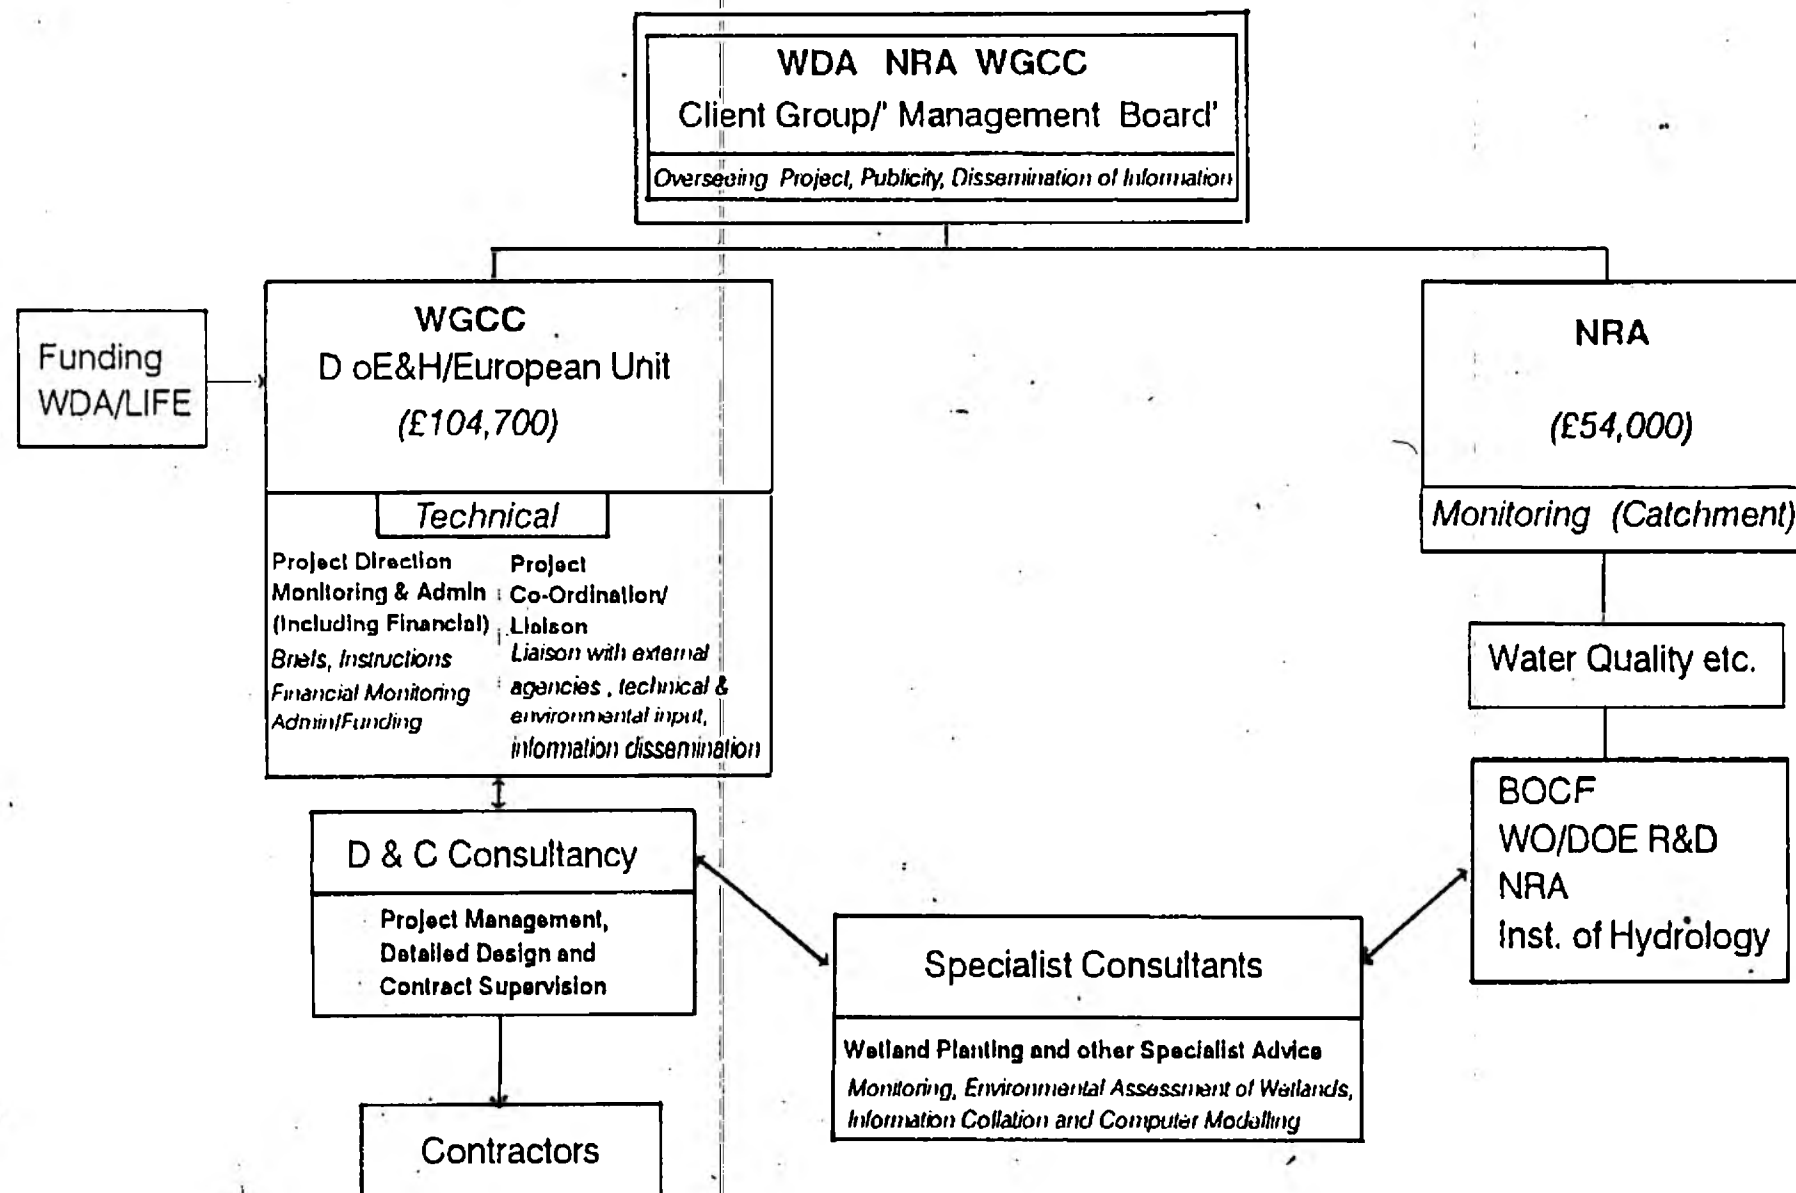 WDA NRA WGCC
Client Group/' Management Board'
Overseeing Project, Publicity, Dissemination of Information
Funding
WDA/LIFE
WGCC
D oE&H/European Unit
(£104,700)
Technical
Project Direction
Monitoring & Admin
(Including Financial)
Briefs, Instructions
Financial Monitoring
Admin/Funding
Project
Co-Ordination/
Liaison
Liaison with external
agencies , technical &
environmental input,
information dissemination
NRA
(£54,000)
Monitoring (Catchment)
Water Quality etc.
BOCF
WO/DOE R&D
NRA
Inst. of Hydrology
D & C Consultancy
Project Management,
Detailed Design and
Contract Supervision
Specialist Consultants
Wetland Planting and other Specialist Advice
Monitoring, Environmental Assessment of Wetlands,
Information Collation and Computer Modelling
Contractors